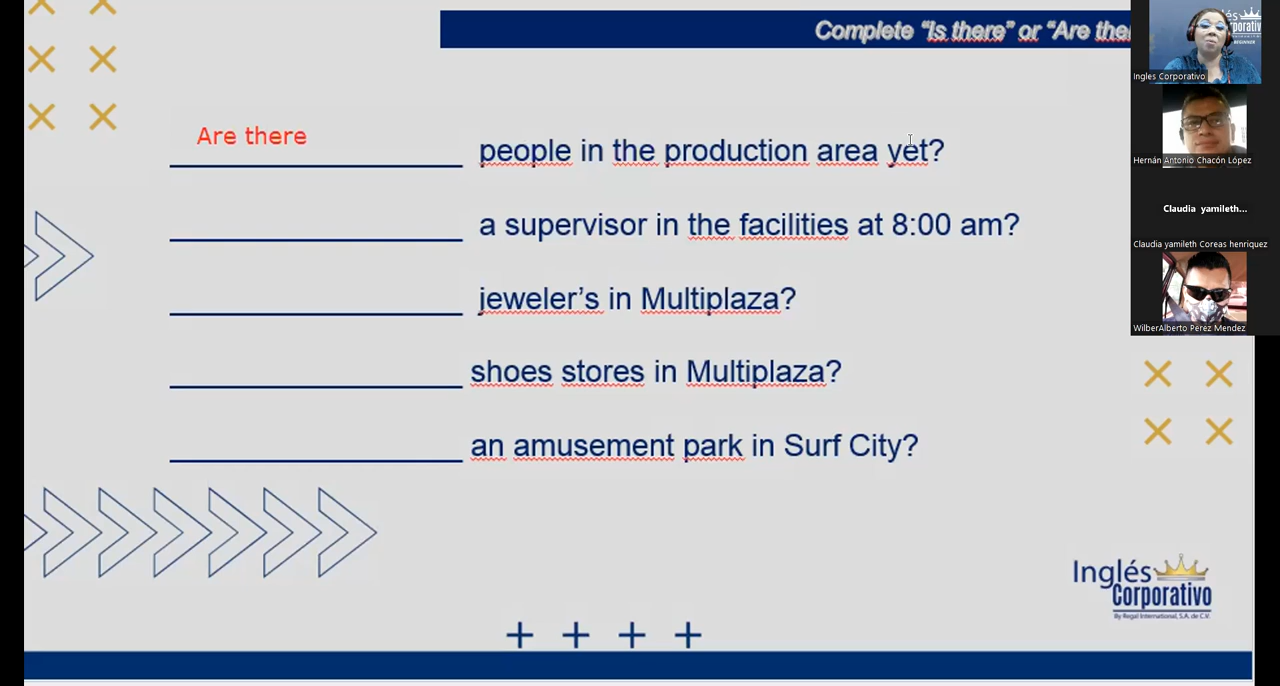 Complete “Is there” or “Are the
Are there
people in the production area yet?
a supervisor in the facilities at 8:00 am?
jeweler’s in Multiplaza?
shoes stores in Multiplaza?
an amusement park in Surf City?
Inglés
Corporativo
By Regal International, S.A. de C.V.
Inglés
orporativ
BEGINNER
Ingles Corporativo
Hernán Antonio Chacón López
Claudia yamileth...
Claudia yamileth Coreas henriquez
WilberAlberto Perez Mendez